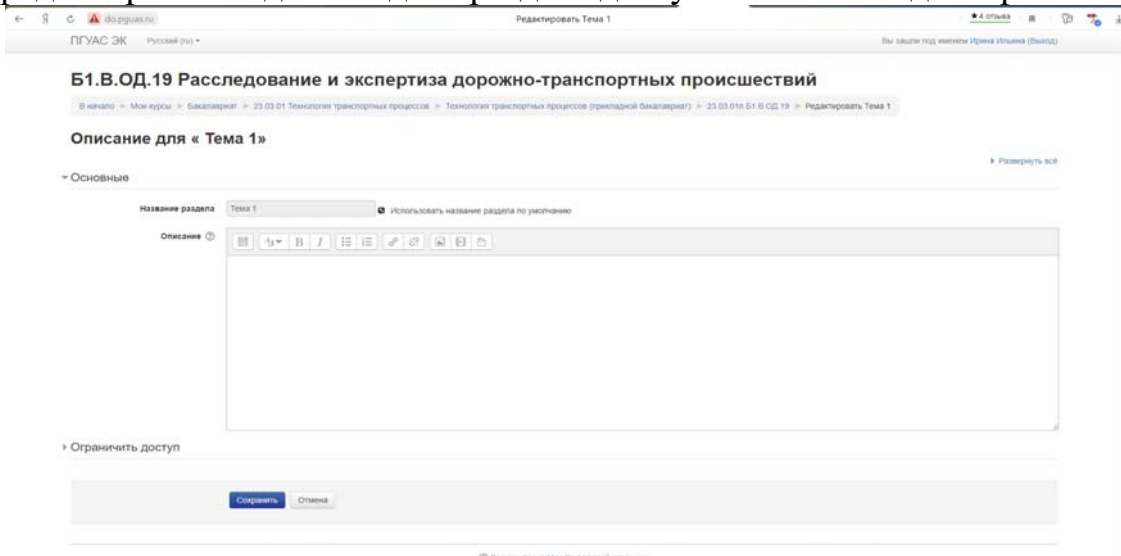 do.pguas.ru Редактировать Тема 1 ★4 отзыва
ПГУАС ЭК Русский (ru) Вы зашли под именем Ирина Ильина (Выход)
Б1.В.ОД.19 Расследование и экспертиза дорожно-транспортных происшествий
В начало Мои курсы Бакалавриат 23.03.01 Технология транспортных процессов Технология транспортных процессов (прикладной бакалавриат) 23.03.01п Б1.В.ОД.19 Редактировать Тема 1
Описание для « Тема 1»
Развернуть всё
Основные
Название раздела Тема 1 Использовать название раздела по умолчанию
Описание
B I
Ограничить доступ
Сохранить Отмена